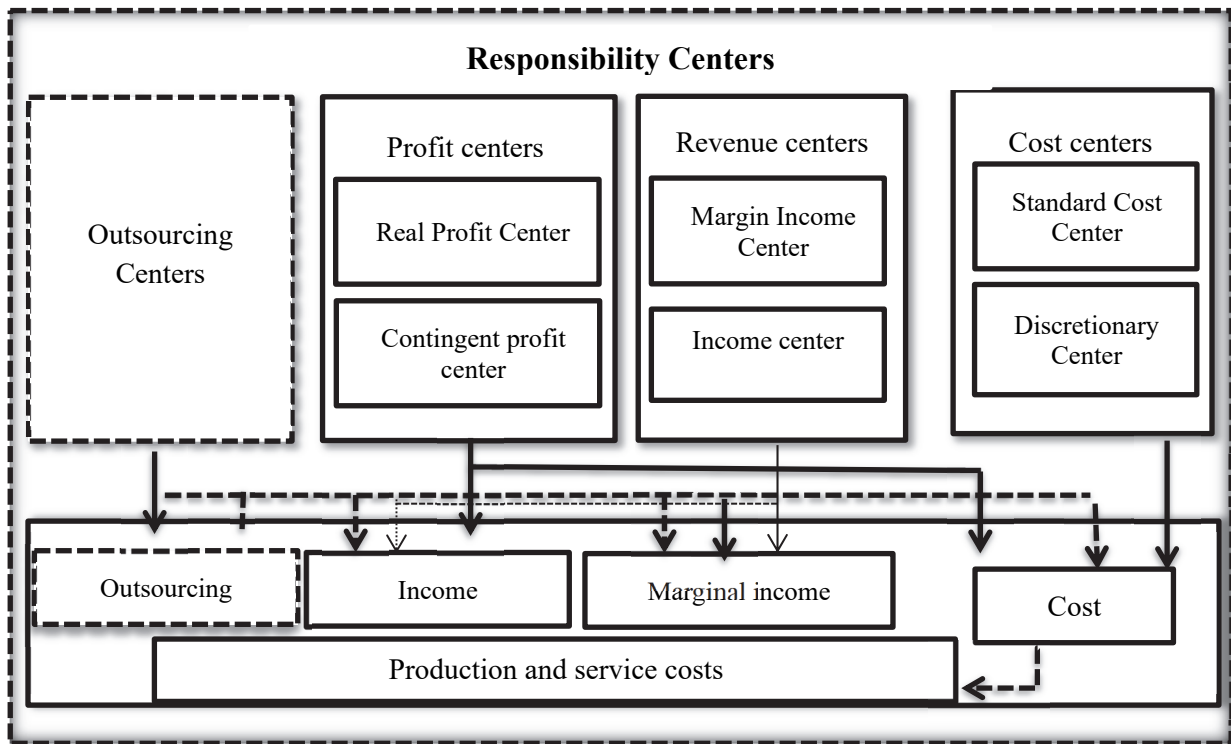 Responsibility Centers
Outsourcing
Centers
Profit centers
Real Profit Center
Contingent profit
center
Revenue centers
Margin Income
Center
Income center
Cost centers
Standard Cost
Center
Discretionary
Center
Outsourcing
Income
Marginal income
Cost
Production and service costs